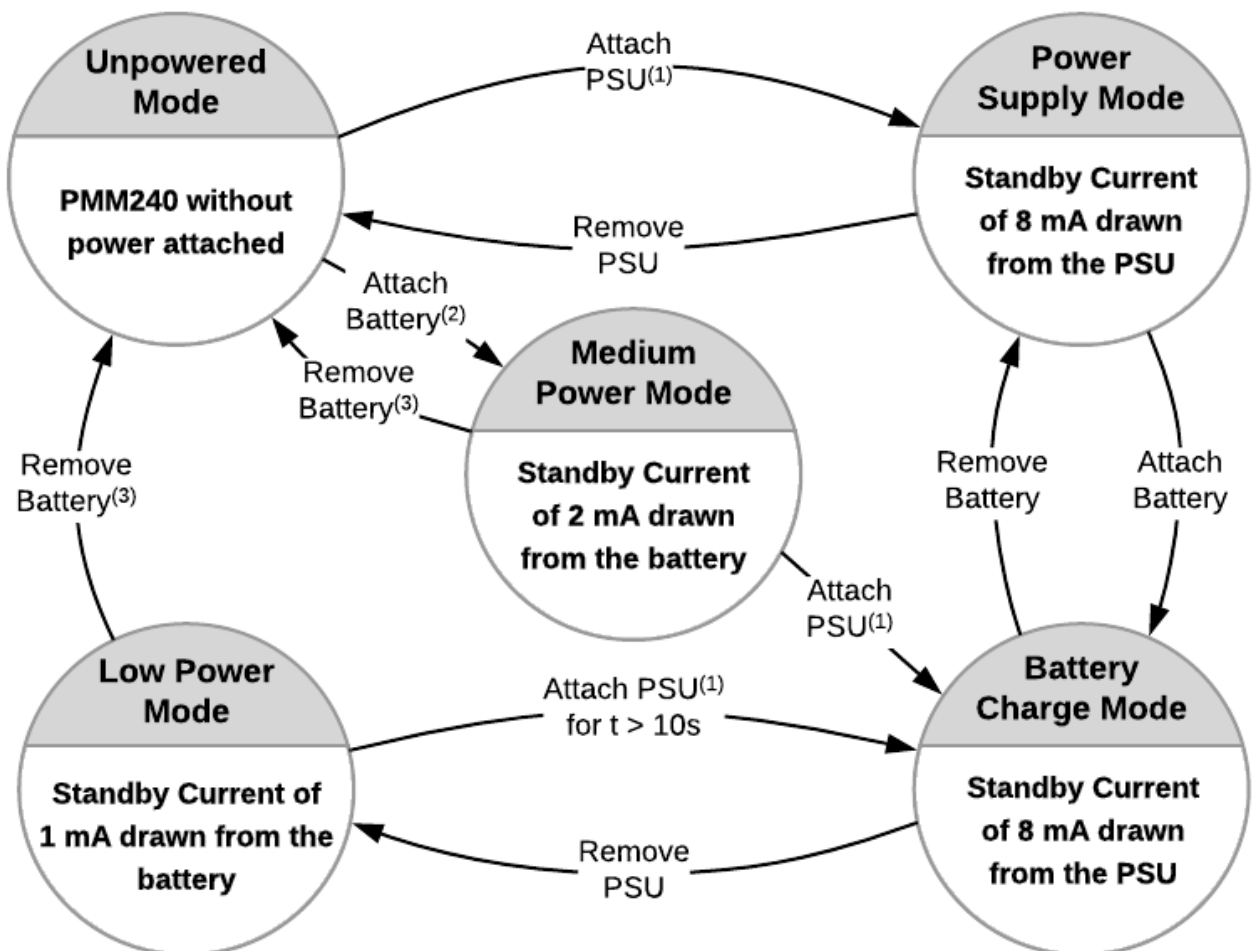 Unpowered
Mode
PMM240 without
power attached
Attach
PSU(1)
Power
Supply Mode
Standby Current
of 8 mA drawn
from the PSU
Remove
PSU
Attach
Battery(2)
Remove
Battery(3)
Medium
Power Mode
Standby Current
of 2 mA drawn
from the battery
Remove
Battery(3)
Remove
Battery
Attach
Battery
Attach
PSU(1)
Low Power
Mode
Standby Current of
1 mA drawn from the
battery
Attach PSU(1)
for t > 10s
Remove
PSU
Battery
Charge Mode
Standby Current
of 8 mA drawn
from the PSU